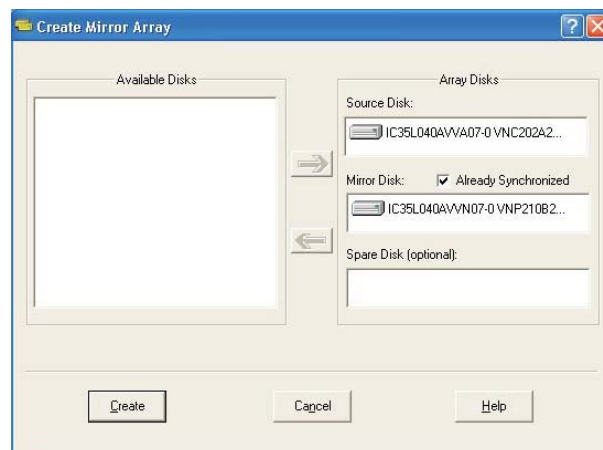 Create Mirror Array
Available Disks
Array Disks
Source Disk:
IC35L040AVVA07-0 VNC202A2...
Mirror Disk:
Already Synchronized
IC35L040AVVN07-0 VNP210B2...
Spare Disk (optional):
Create
Cancel
Help